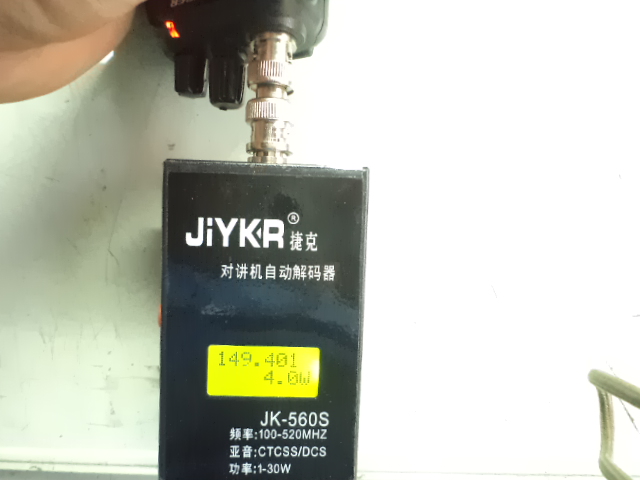 JiYKR® 捷克
对讲机自动解码器
149.401
4.0W
JK-560S
频率:100-520MHZ
亚音:CTCSS/DCS
功率:1-30W